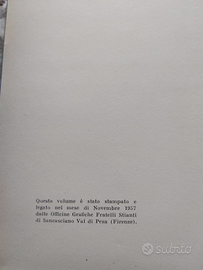 Questo volume è stato stampato e
legato nel mese di Novembre 1957
dalle Officine Grafiche Fratelli Stianti
di Sancasciano Val di Pesa (Firenze).
subito